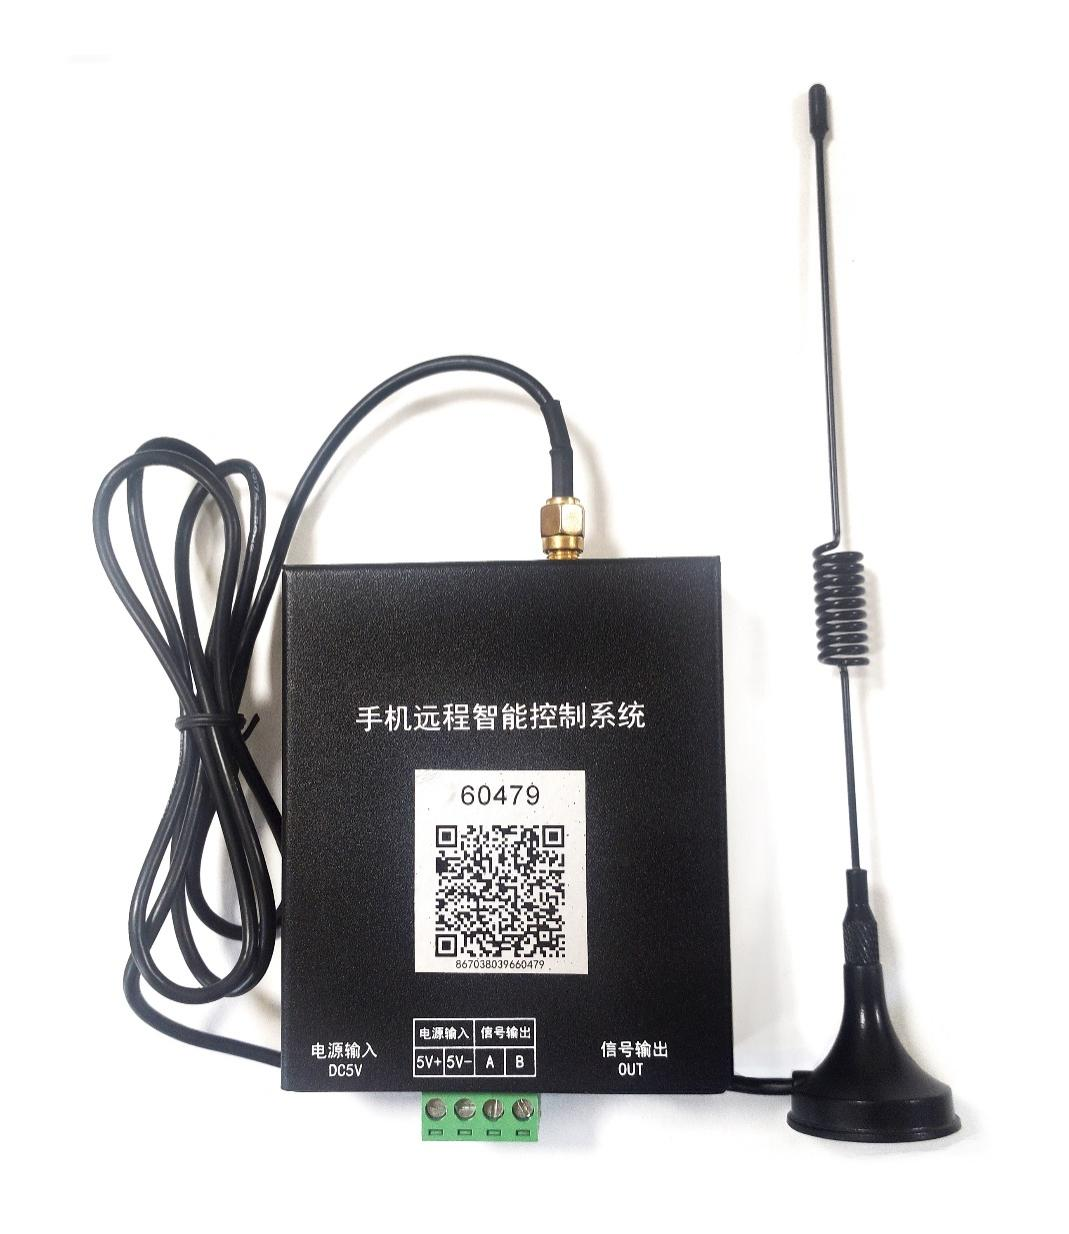 手机远程智能控制系统
60479
867038039660479
电源输入 信号输出
5V+ 5V- A B
电源输入
DC5V
信号输出
OUT